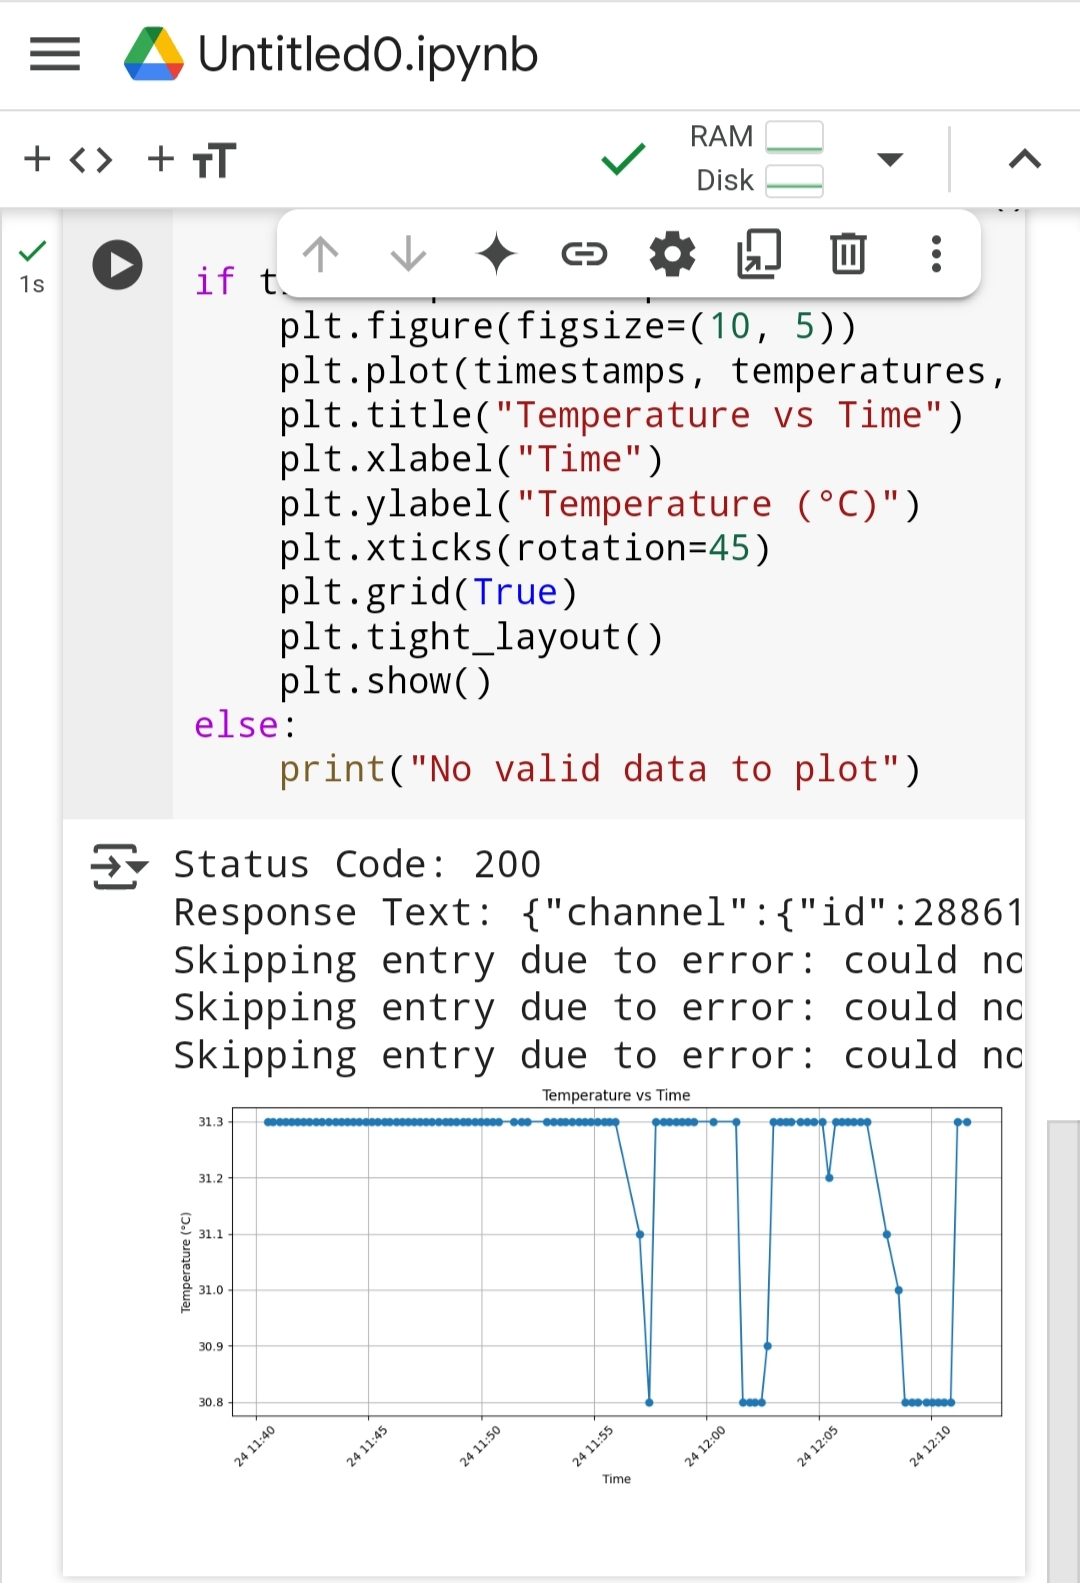 Untitled0.ipynb
RAM
Disk
1s
if
plt.figure(figsize=(10, 5))
plt.plot(timestamps, temperatures,
plt.title("Temperature vs Time")
plt.xlabel("Time")
plt.ylabel("Temperature (°C)")
plt.xticks(rotation=45)
plt.grid(True)
plt.tight_layout()
plt.show()
else:
print("No valid data to plot")
Status Code: 200
Response Text: {"channel":{"id":28861
Skipping entry due to error: could no
Skipping entry due to error: could no
Skipping entry due to error: could no
Temperature vs Time
31.3
31.2
31.1
31.0
30.9
30.8
Temperature (°C)
24 11:40
24 11:45
24 11:50
24 11:55
24 12:00
24 12:05
24 12:10
Time